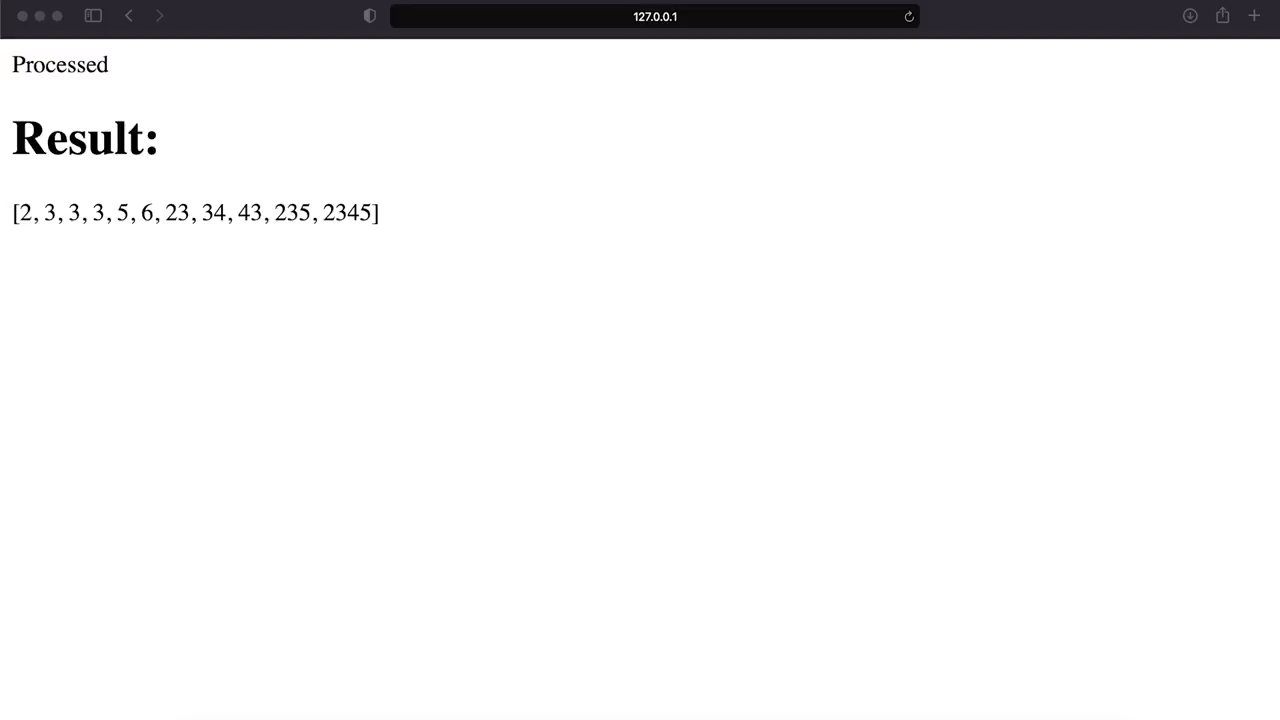 127.0.0.1
Processed
Result:
[2, 3, 3, 3, 5, 6, 23, 34, 43, 235, 2345]